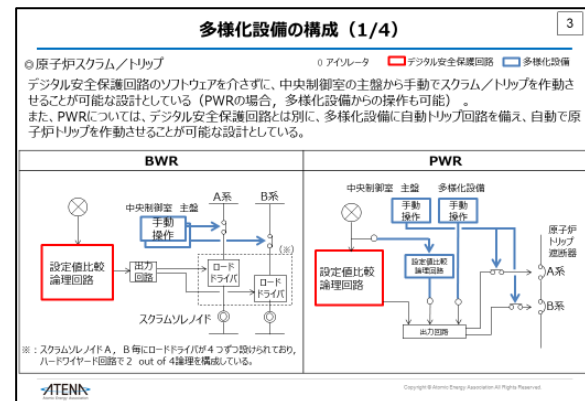 多様化設備の構成（1/4）
3
◎原子炉スクラム／トリップ
アイソレータ
デジタル安全保護回路
多様化設備
デジタル安全保護回路のソフトウェアを介さずに，中央制御室の主盤から手動でスクラム／トリップを作動さ
せることが可能な設計としている（PWRの場合，多様化設備からの操作も可能）。
また，PWRについては，デジタル安全保護回路とは別に，多様化設備に自動トリップ回路を備え，自動で原
子炉トリップを作動させることが可能な設計としている。
BWR
PWR
中央制御室 主盤
A系
B系
手動
操作
（※）
設定値比較
論理回路
出力
回路
ロード
ドライバ
ロード
ドライバ
スクラムソレノイド
※：スクラムソレノイドA，B毎にロードドライバが4つずつ設けられており，
ハードワイヤード回路で2 out of 4論理を構成している。
中央制御室 主盤
多様化設備
手動
操作
手動
操作
原子炉
トリップ
遮断器
設定値比較
論理回路
設定値比較
論理回路
A系
B系
出力回路
ATENA
Atomic Energy Association
Copyright © Atomic Energy Association All Rights Reserved.